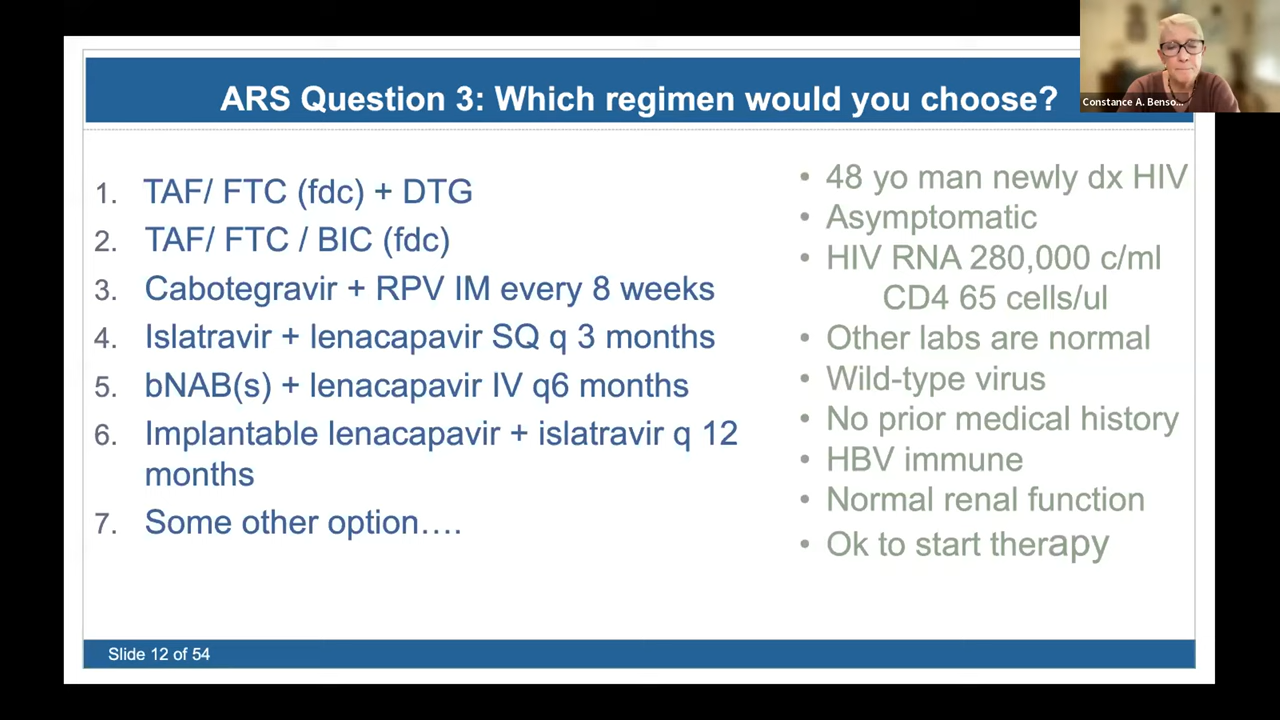 ARS Question 3: Which regimen would you choose?
Constance A. Benso...
1. TAF/ FTC (fdc) + DTG
2. TAF/ FTC / BIC (fdc)
3. Cabotegravir + RPV IM every 8 weeks
4. Islatravir + lenacapavir SQ q 3 months
5. bNAB(s) + lenacapavir IV q6 months
6. Implantable lenacapavir + islatravir q 12
months
7. Some other option….
• 48 yo man newly dx HIV
• Asymptomatic
• HIV RNA 280,000 c/ml
CD4 65 cells/ul
• Other labs are normal
• Wild-type virus
• No prior medical history
• HBV immune
• Normal renal function
• Ok to start therapy
Slide 12 of 54